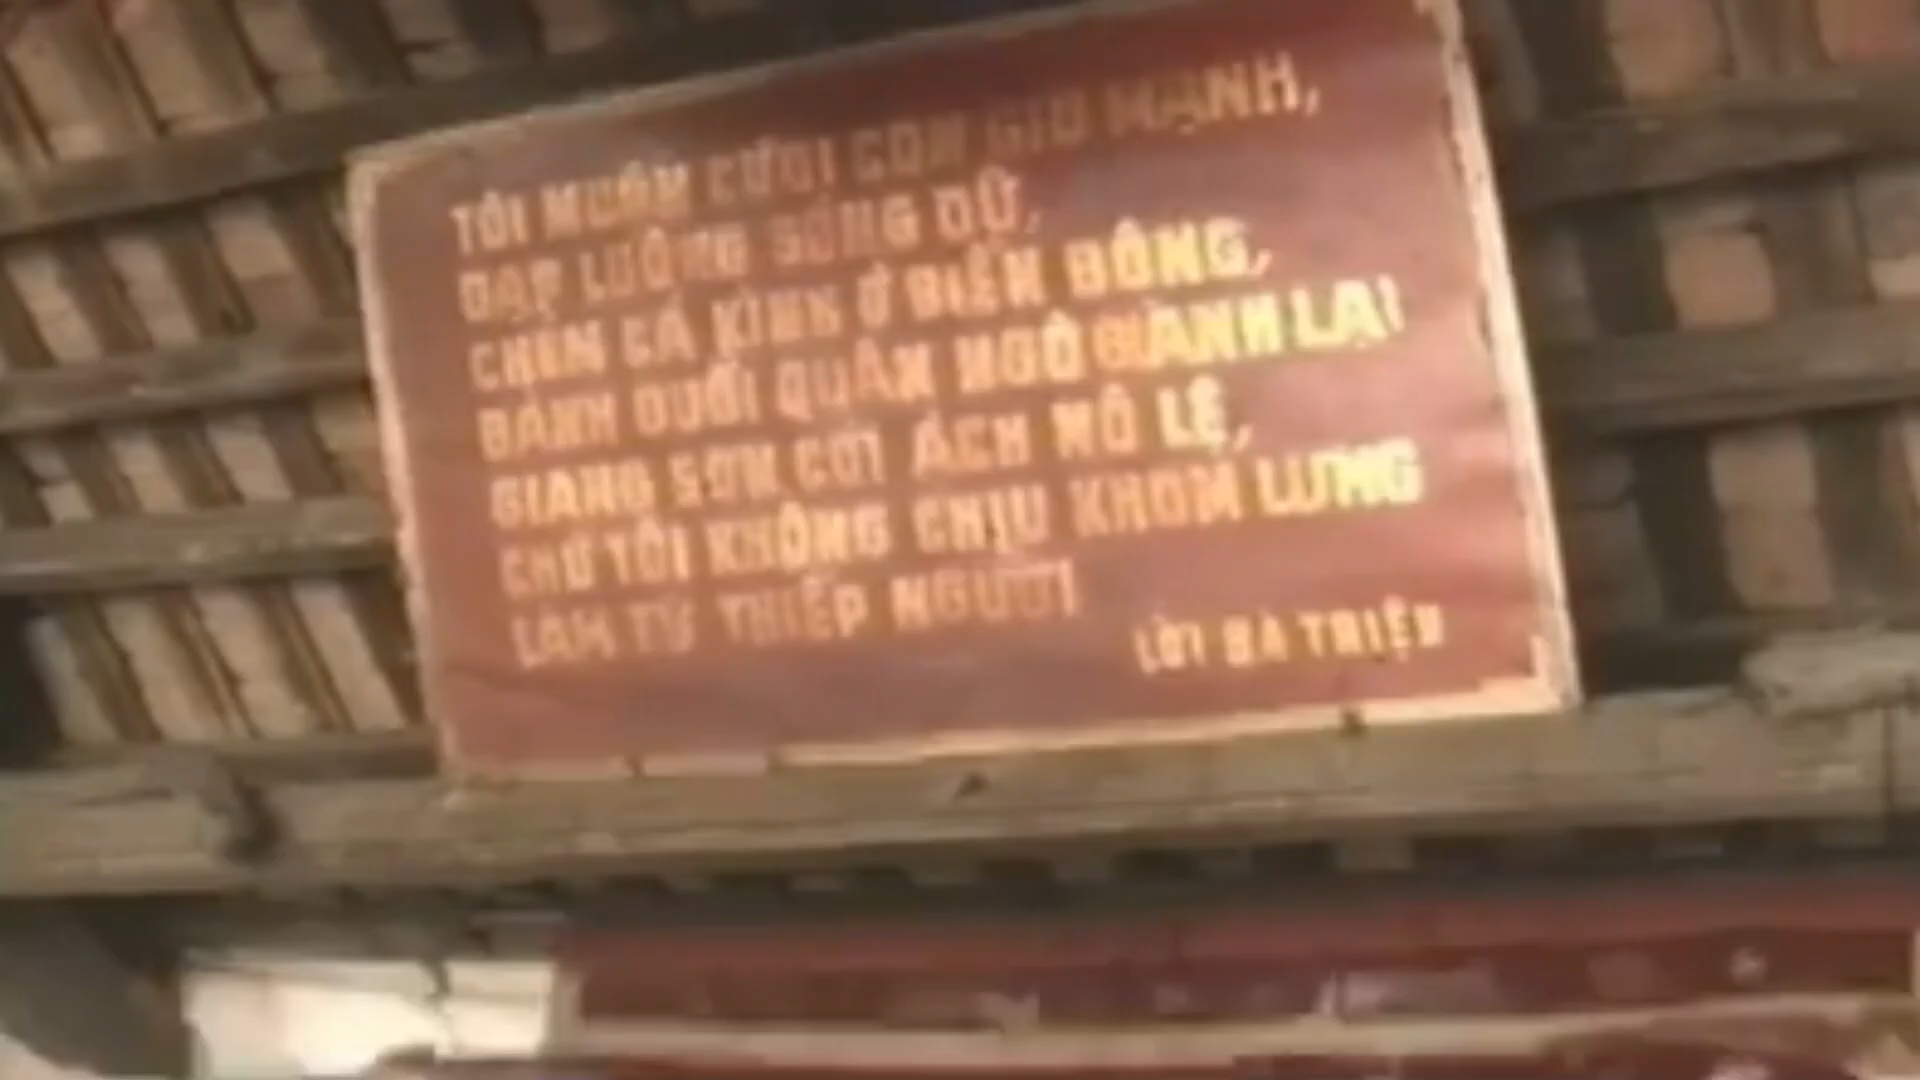 TÔI MUỐN CƯỠI CƠN GIÓ MẠNH,
ĐẠP LUỒNG SÓNG DỮ,
CHÉM CÁ KÌNH Ở BIỂN ĐÔNG,
ĐÁNH ĐUỔI QUÂN NGÔ GIÀNH LẠI
GIANG SƠN CỞI ÁCH NÔ LỆ,
CHỨ TÔI KHÔNG CHỊU KHOM LƯNG
LÀM TỲ THIẾP NGƯỜI
LỜI BÀ TRIỆU